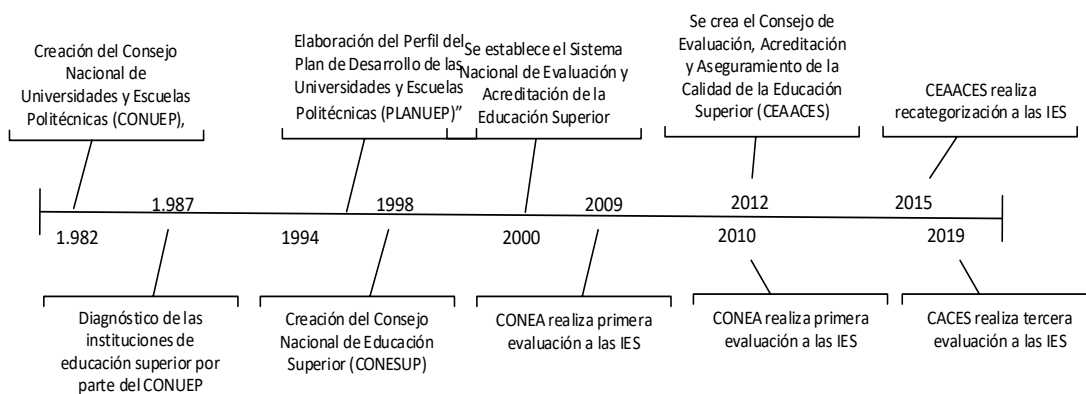 Creación del Consejo
Nacional de
Universidades y Escuelas
Politécnicas (CONUEP),
Elaboración del Perfil del
Plan de Desarrollo de las
Universidades y Escuelas
Politécnicas (PLANUEP)”
Se establece el Sistema
Nacional de Evaluación y
Acreditación de la
Educación Superior
Se crea el Consejo de
Evaluación, Acreditación
y Aseguramiento de la
Calidad de la Educación
Superior (CEAACES)
CEAACES realiza
recategorización a las IES
1.987
1998
2009
2012
2015
1.982
1994
2000
2010
2019
Diagnóstico de las
instituciones de
educación superior por
parte del CONUEP
Creación del Consejo
Nacional de Educación
Superior (CONESUP)
CONEA realiza primera
evaluación a las IES
CONEA realiza primera
evaluación a las IES
CACES realiza tercera
evaluación a las IES